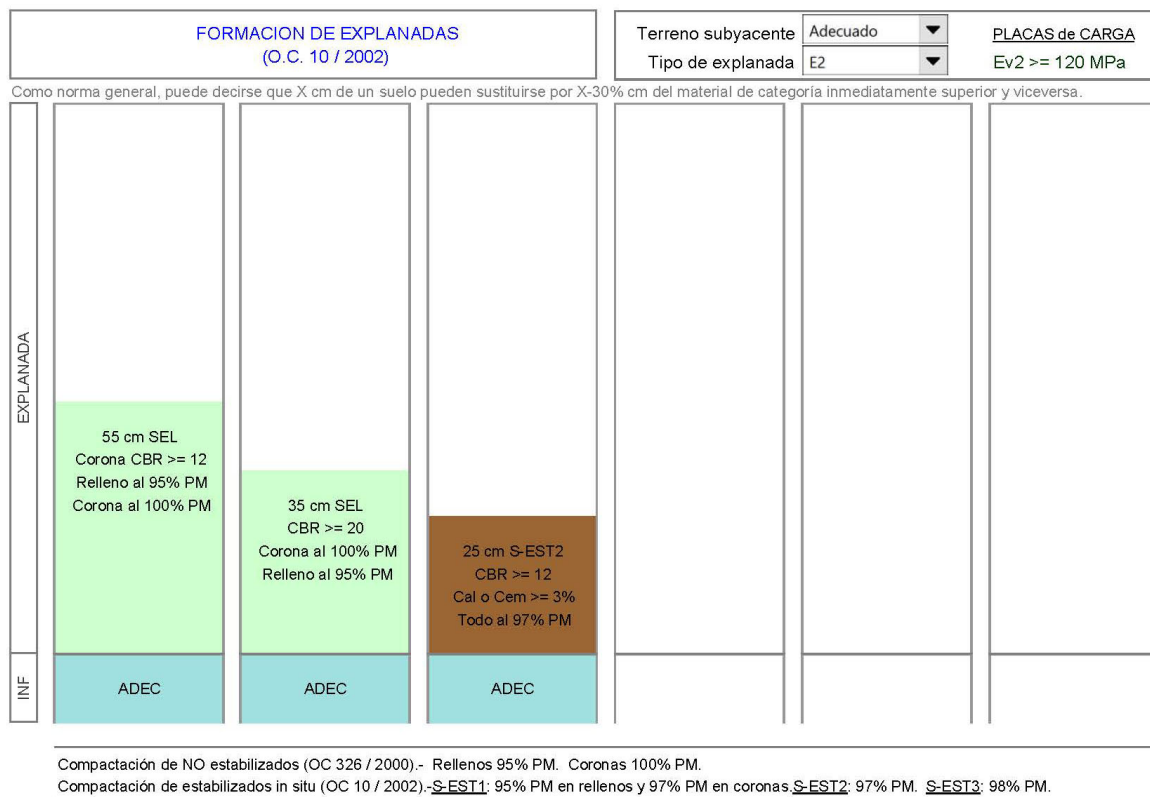 FORMACION DE EXPLANADAS
(O.C. 10 / 2002)
Terreno subyacente Adecuado
Tipo de explanada E2
PLACAS de CARGA
Ev2 >= 120 MPa
Como norma general, puede decirse que X cm de un suelo pueden sustituirse por X-30% cm del material de categoría inmediatamente superior y viceversa.
EXPLANADA
55 cm SEL
Corona CBR >= 12
Relleno al 95% PM
Corona al 100% PM
35 cm SEL
CBR >= 20
Corona al 100% PM
Relleno al 95% PM
25 cm S-EST2
CBR >= 12
Cal o Cem >= 3%
Todo al 97% PM
INF
ADEC
ADEC
ADEC
Compactación de NO estabilizados (OC 326 / 2000).- Rellenos 95% PM. Coronas 100% PM.
Compactación de estabilizados in situ (OC 10 / 2002).-S-EST1: 95% PM en rellenos y 97% PM en coronas.S-EST2: 97% PM. S-EST3: 98% PM.